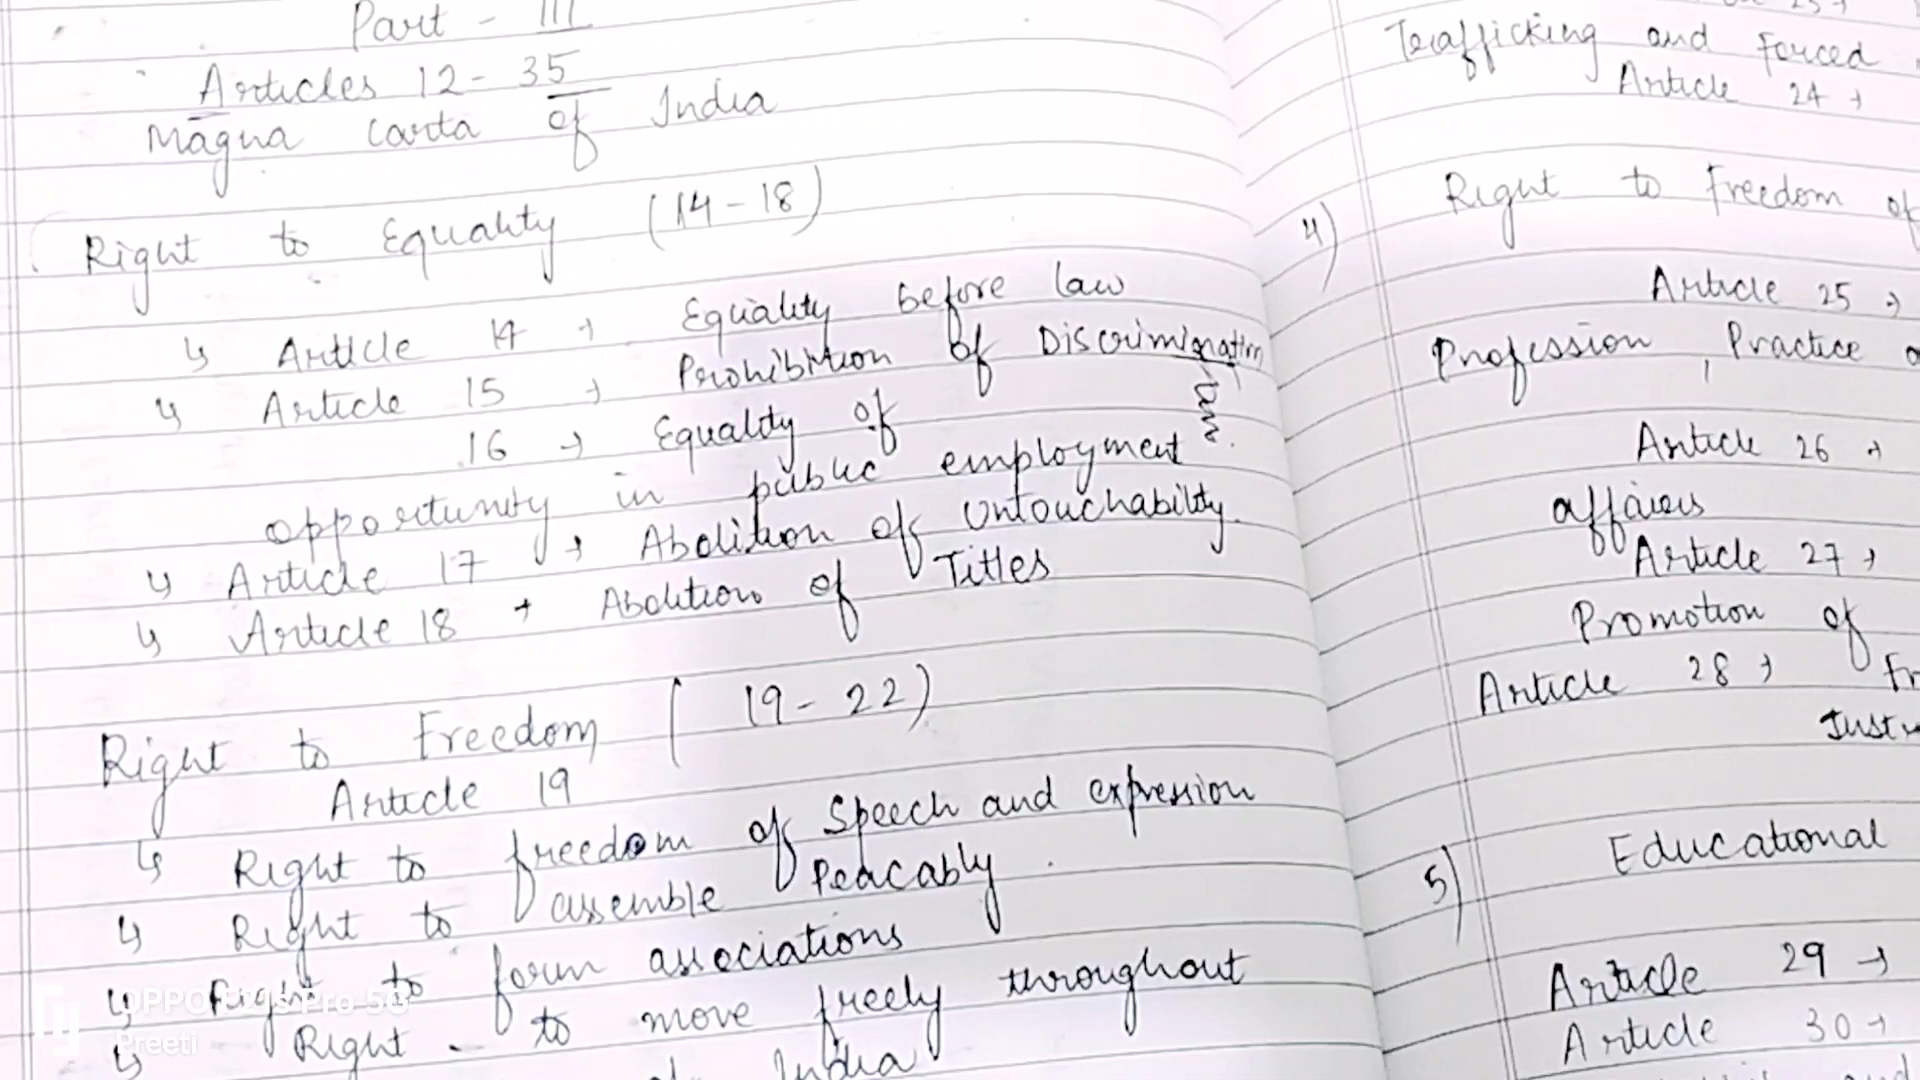 Part - III
Articles 12 - 35
Magna Carta of India
Right to Equality (14 - 18)
↳ Article 14 → Equality before law
↳ Article 15 → Prohibition of Discrimination
16 → Equality of
opportunity in public employment
↳ Article 17 → Abolition of Untouchability.
↳ Article 18 → Abolition of Titles
Right to Freedom (19 - 22)
Article 19
↳ Right to freedom of Speech and expression
↳ Right to assemble Peacably.
↳ Right to form associations
↳ Right to move freely throughout
India
Trafficking and Forced
Article 24 →
4) Right to Freedom of
Article 25 →
Profession, Practice
Article 26 →
affairs
Article 27 →
Promotion of
Article 28 →
5) Educational
Article 29 →
Article 30 →
Preeti